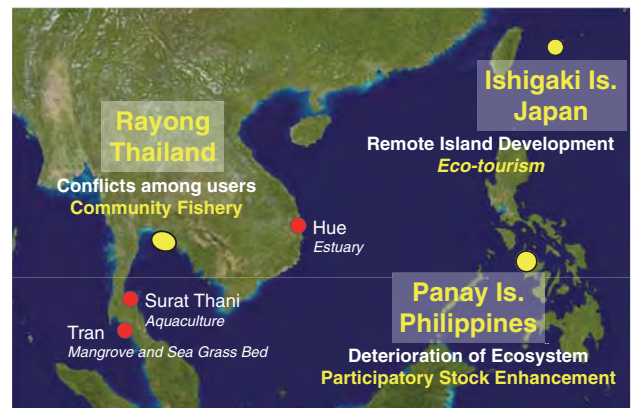 Ishigaki Is.
Japan
Remote Island Development
Eco-tourism
Rayong
Thailand
Conflicts among users
Community Fishery
Hue
Estuary
Surat Thani
Aquaculture
Tran
Mangrove and Sea Grass Bed
Panay Is.
Philippines
Deterioration of Ecosystem
Participatory Stock Enhancement